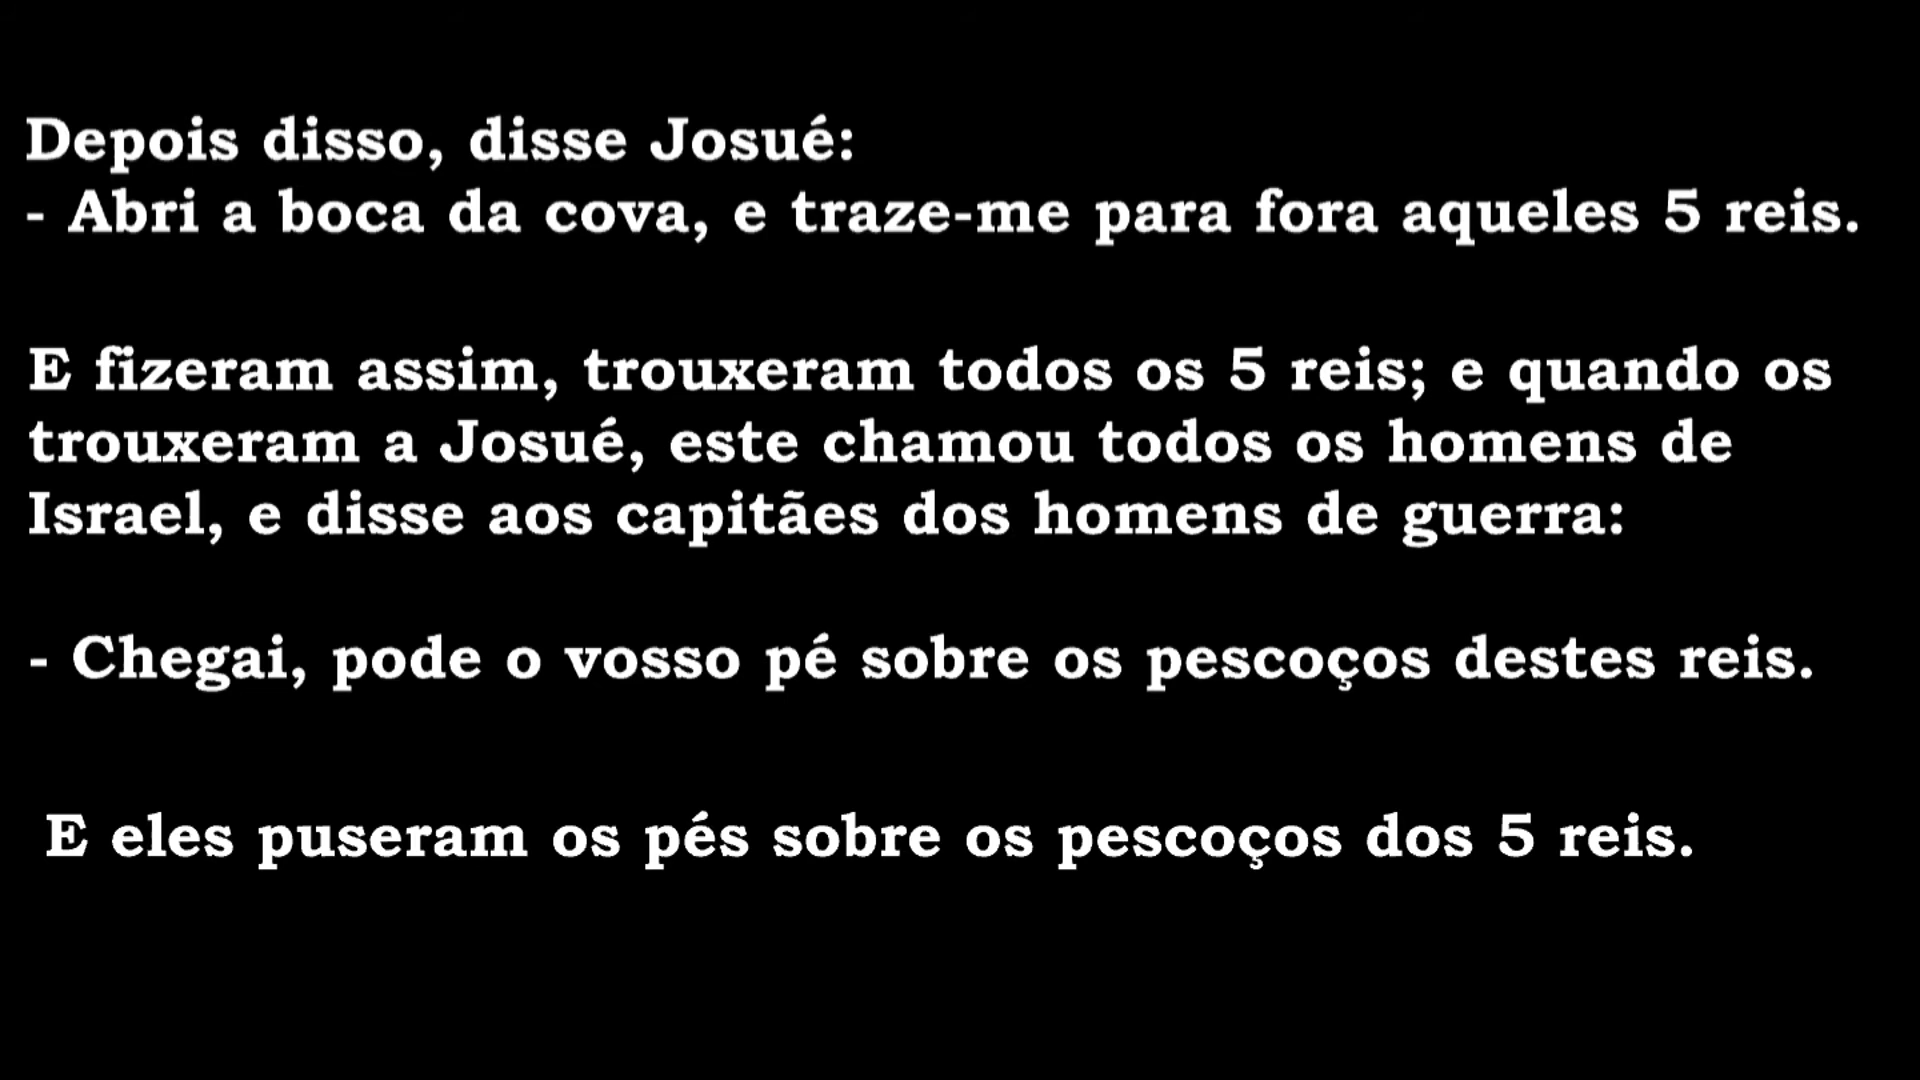 Depois disso, disse Josué:
- Abri a boca da cova, e traze-me para fora aqueles 5 reis.
E fizeram assim, trouxeram todos os 5 reis; e quando os
trouxeram a Josué, este chamou todos os homens de
Israel, e disse aos capitães dos homens de guerra:
- Chegai, pode o vosso pé sobre os pescoços destes reis.
E eles puseram os pés sobre os pescoços dos 5 reis.